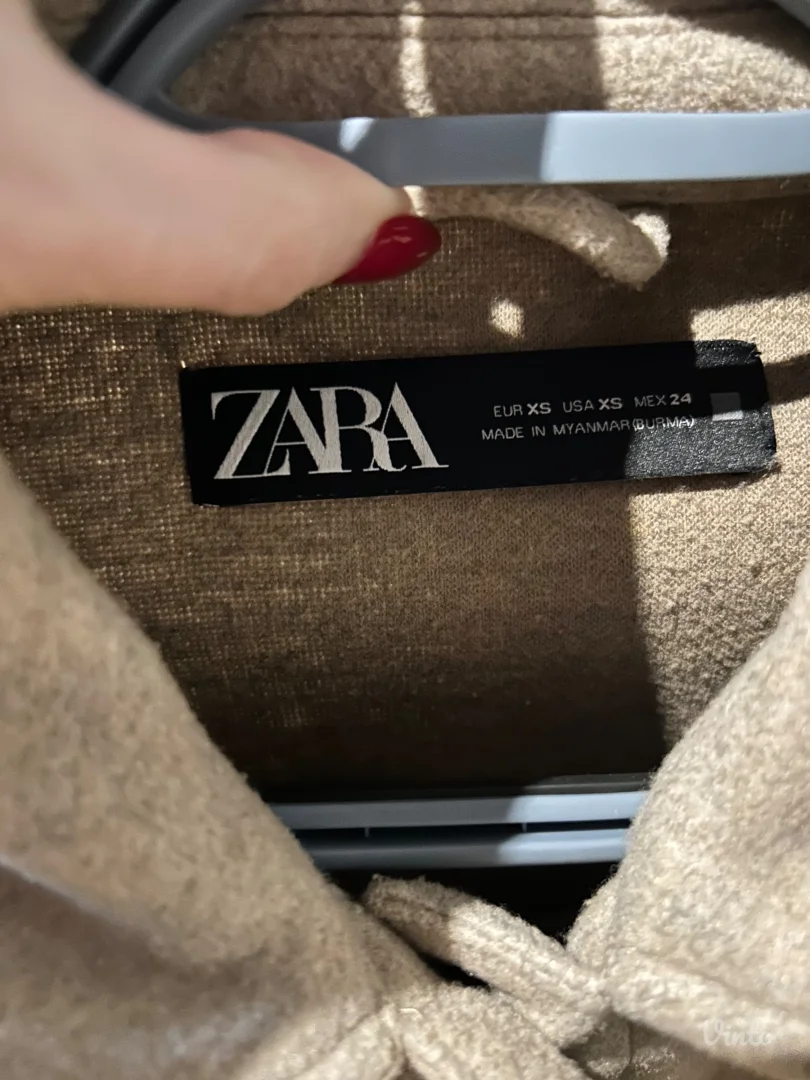 ZARA
EUR XS USA XS MEX 24
MADE IN MYANMAR(BURMA)